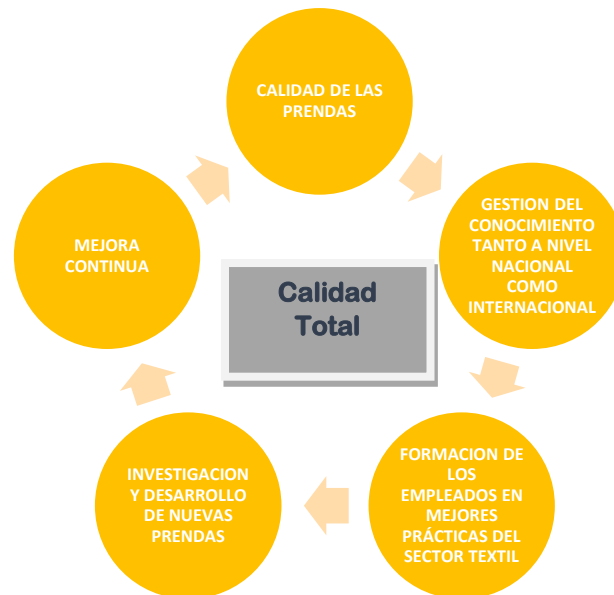 CALIDAD DE LAS
PRENDAS
GESTION DEL
CONOCIMIENTO
TANTO A NIVEL
NACIONAL
COMO
INTERNACIONAL
FORMACION DE
LOS
EMPLEADOS EN
MEJORES
PRÁCTICAS DEL
SECTOR TEXTIL
INVESTIGACION
Y DESARROLLO
DE NUEVAS
PRENDAS
MEJORA
CONTINUA
Calidad
Total